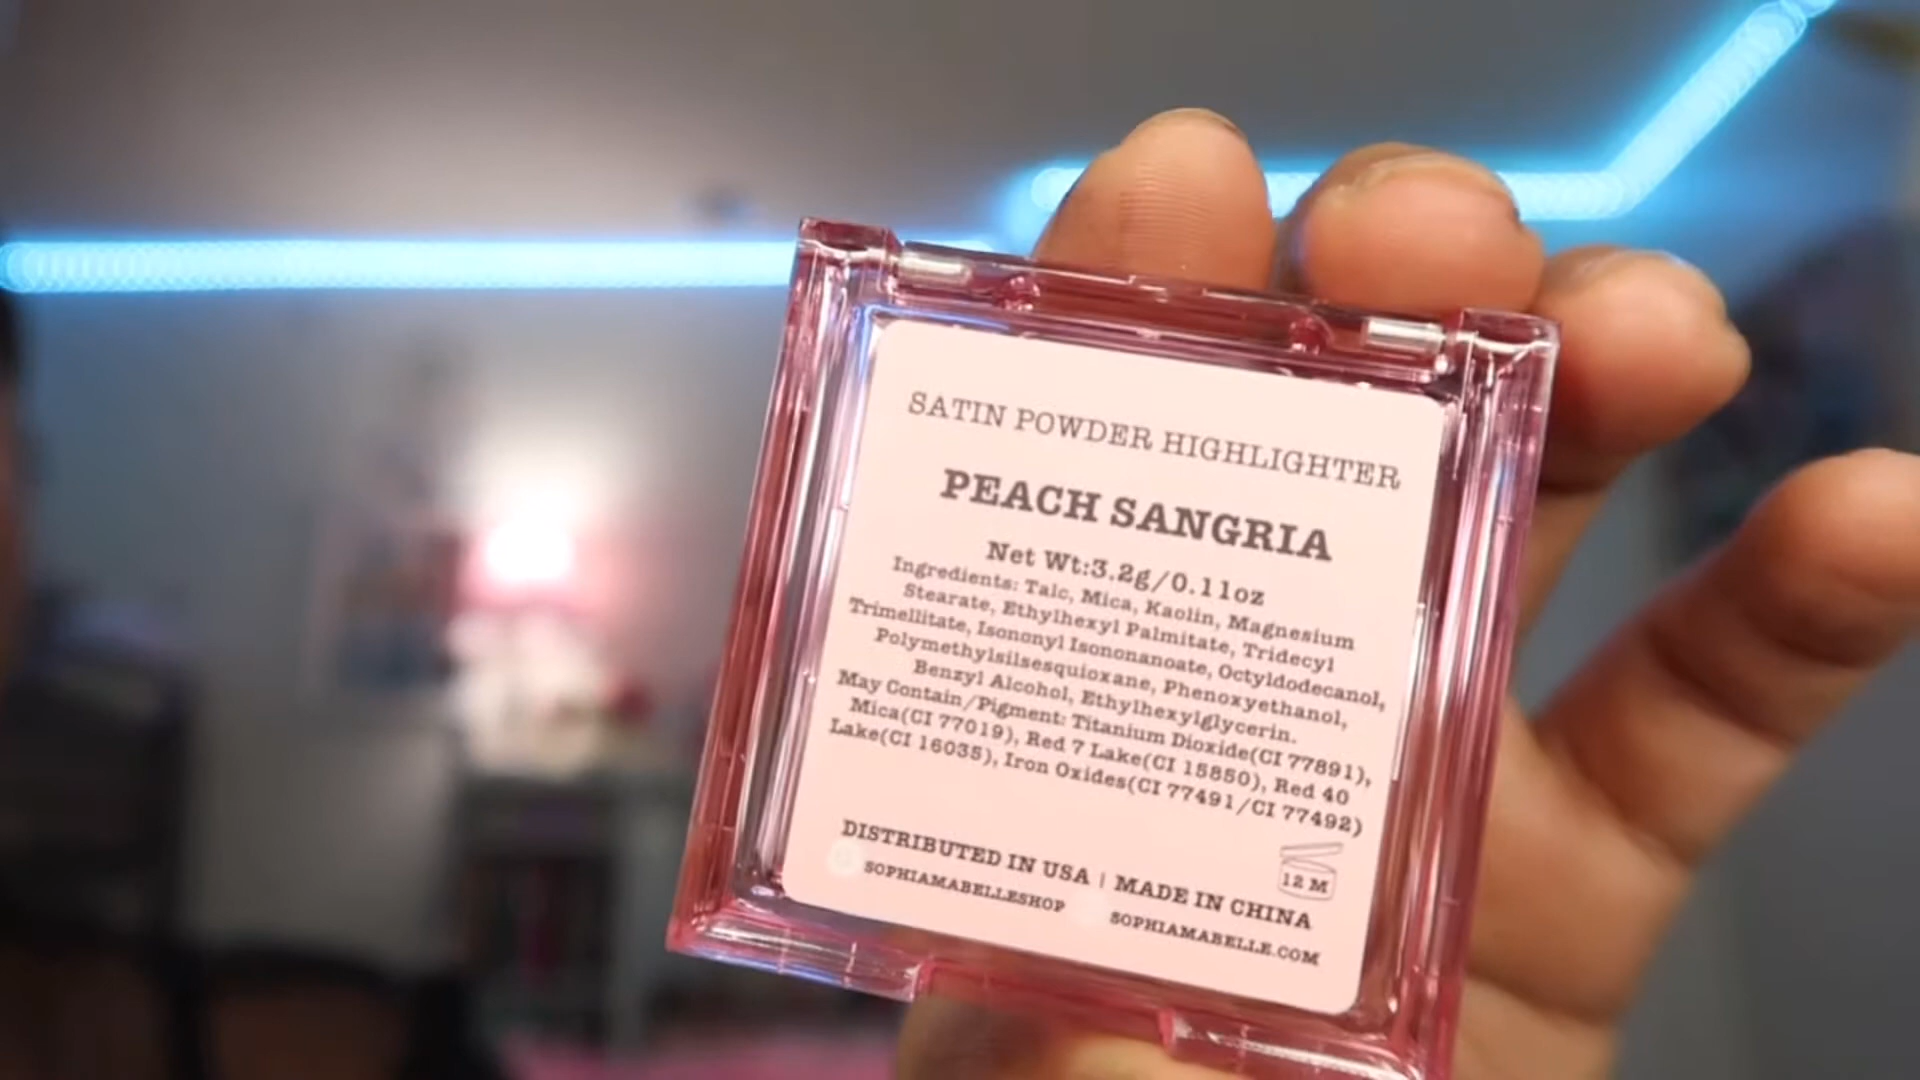 SATIN POWDER HIGHLIGHTER
PEACH SANGRIA
Net Wt:3.2g/0.11oz
Ingredients: Talc, Mica, Kaolin, Magnesium
Stearate, Ethylhexyl Palmitate, Tridecyl
Trimellitate, Isononyl Isononanoate, Octyldodecanol,
Polymethylsilsesquioxane, Phenoxyethanol,
Benzyl Alcohol, Ethylhexylglycerin.
May Contain/Pigment: Titanium Dioxide(CI 77891),
Mica(CI 77019), Red 7 Lake(CI 15850), Red 40
Lake(CI 16035), Iron Oxides(CI 77491/CI 77492)
12 M
DISTRIBUTED IN USA | MADE IN CHINA
SOPHIAMABELLESHOP
SOPHIAMABELLE.COM